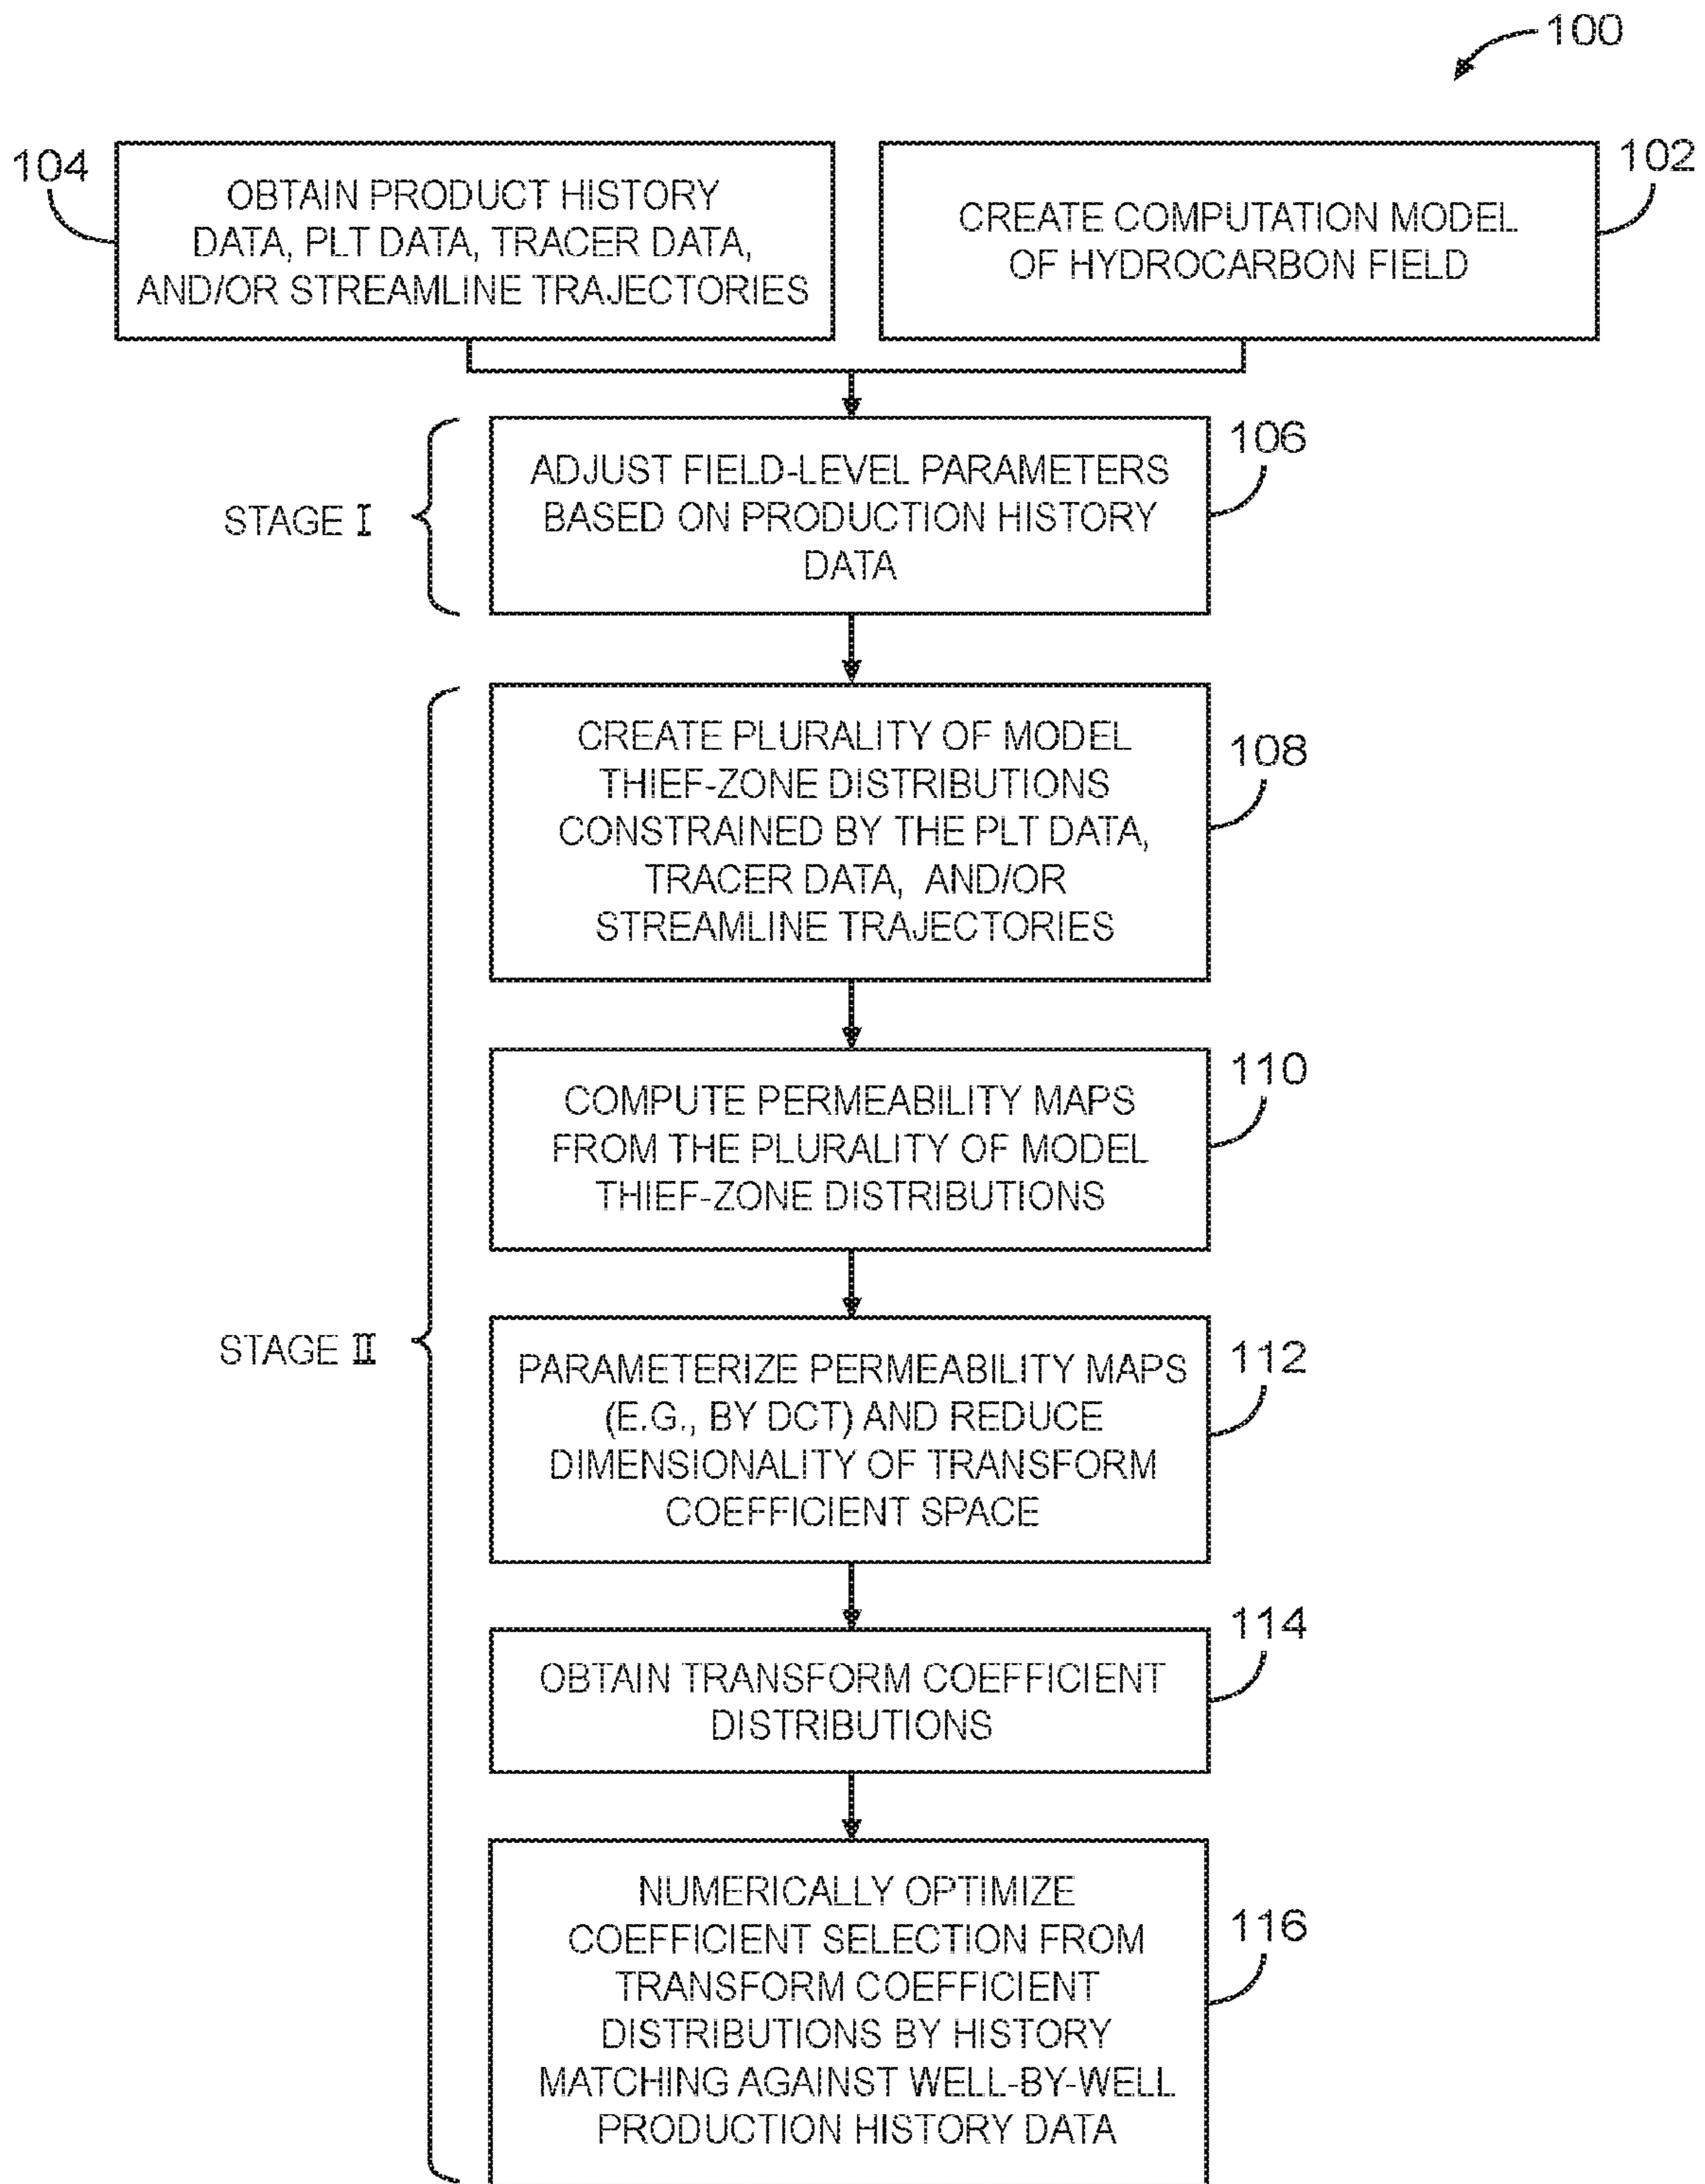 100
104
OBTAIN PRODUCT HISTORY
DATA, PLT DATA, TRACER DATA,
AND/OR STREAMLINE TRAJECTORIES
102
CREATE COMPUTATION MODEL
OF HYDROCARBON FIELD
STAGE I
106
ADJUST FIELD-LEVEL PARAMETERS
BASED ON PRODUCTION HISTORY
DATA
STAGE II
108
CREATE PLURALITY OF MODEL
THIEF-ZONE DISTRIBUTIONS
CONSTRAINED BY THE PLT DATA,
TRACER DATA, AND/OR
STREAMLINE TRAJECTORIES
110
COMPUTE PERMEABILITY MAPS
FROM THE PLURALITY OF MODEL
THIEF-ZONE DISTRIBUTIONS
112
PARAMETERIZE PERMEABILITY MAPS
(E.G., BY DCT) AND REDUCE
DIMENSIONALITY OF TRANSFORM
COEFFICIENT SPACE
114
OBTAIN TRANSFORM COEFFICIENT
DISTRIBUTIONS
116
NUMERICALLY OPTIMIZE
COEFFICIENT SELECTION FROM
TRANSFORM COEFFICIENT
DISTRIBUTIONS BY HISTORY
MATCHING AGAINST WELL-BY-WELL
PRODUCTION HISTORY DATA